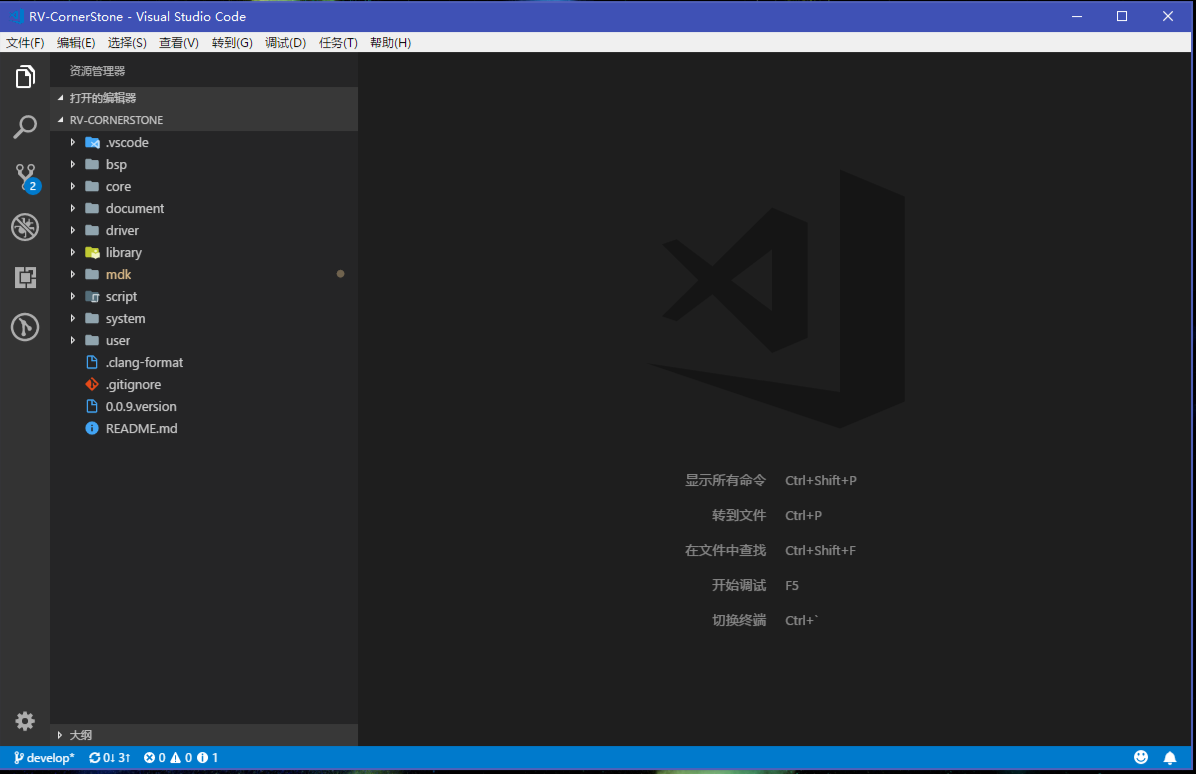 RV-CornerStone - Visual Studio Code
文件(F) 编辑(E) 选择(S) 查看(V) 转到(G) 调试(D) 任务(T) 帮助(H)
资源管理器
打开的编辑器
RV-CORNERSTONE
.vscode
bsp
core
document
driver
library
mdk
script
system
user
.clang-format
.gitignore
0.0.9.version
README.md
2
显示所有命令 Ctrl+Shift+P
转到文件 Ctrl+P
在文件中查找 Ctrl+Shift+F
开始调试 F5
切换终端 Ctrl+`
大纲
develop* 0↓ 3↑ 0 0 1